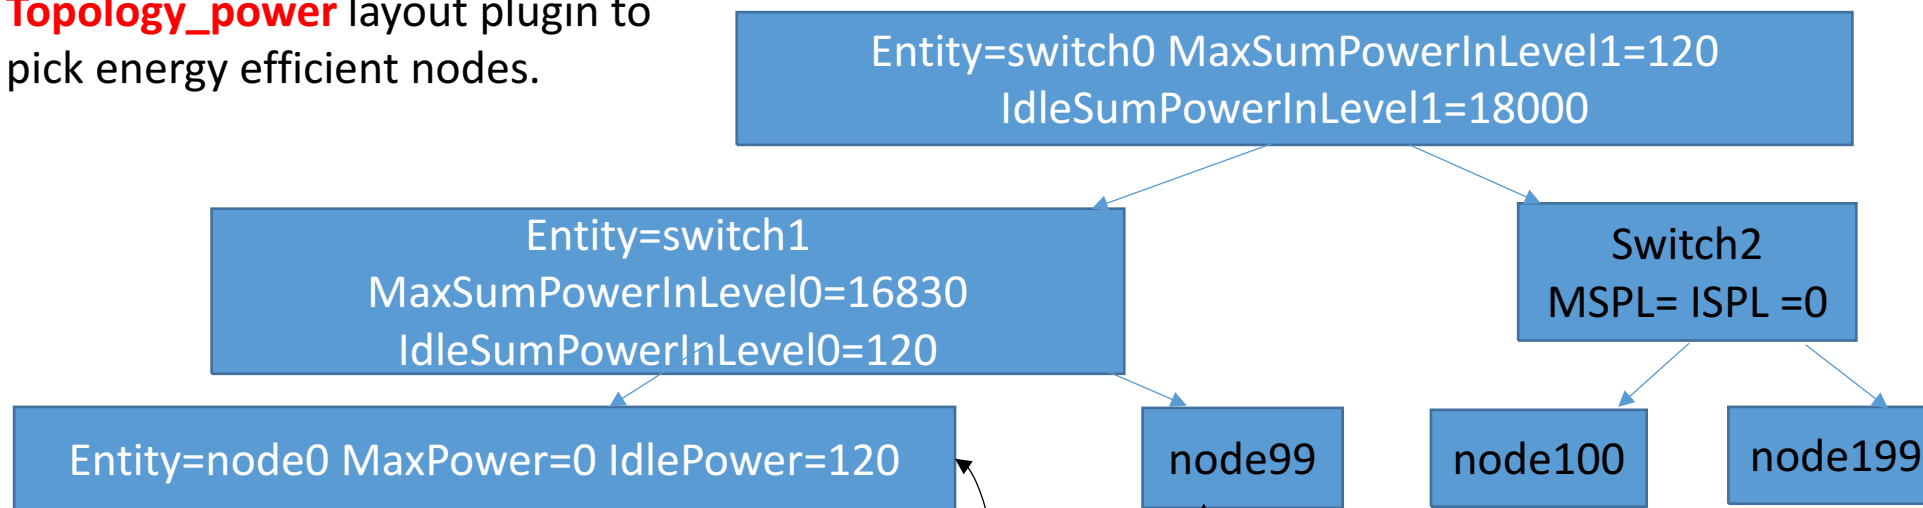 Topology_power layout plugin to
pick energy efficient nodes.
Entity=switch0 MaxSumPowerInLevel1=120
IdleSumPowerInLevel1=18000
Entity=switch1
MaxSumPowerInLevel0=16830
IdleSumPowerInLevel0=120
Switch2
MSPL= ISPL =0
Entity=node0 MaxPower=0 IdlePower=120
node99
node100
node199